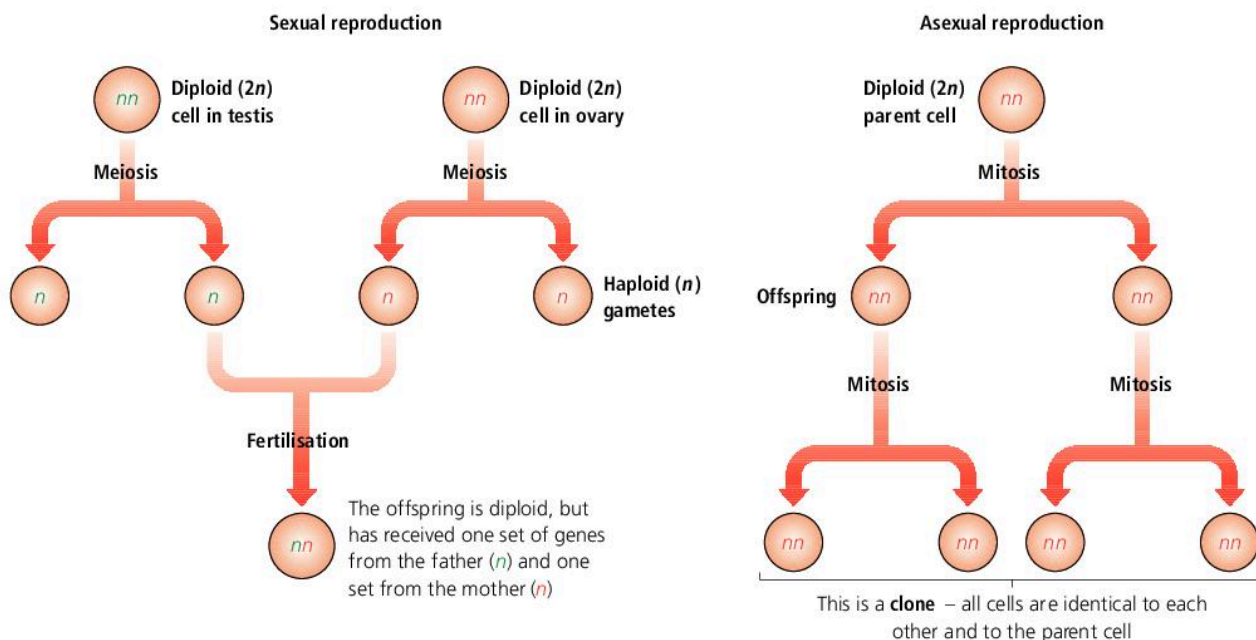 Sexual reproduction
nn
Diploid (2n)
cell in testis
nn
Diploid (2n)
cell in ovary
Meiosis
Meiosis
n
n
n
n
Haploid (n)
gametes
Fertilisation
nn
The offspring is diploid, but
has received one set of genes
from the father (n) and one
set from the mother (n)
Asexual reproduction
Diploid (2n)
parent cell
nn
Mitosis
Offspring
nn
nn
Mitosis
Mitosis
nn
nn
nn
nn
This is a clone – all cells are identical to each
other and to the parent cell